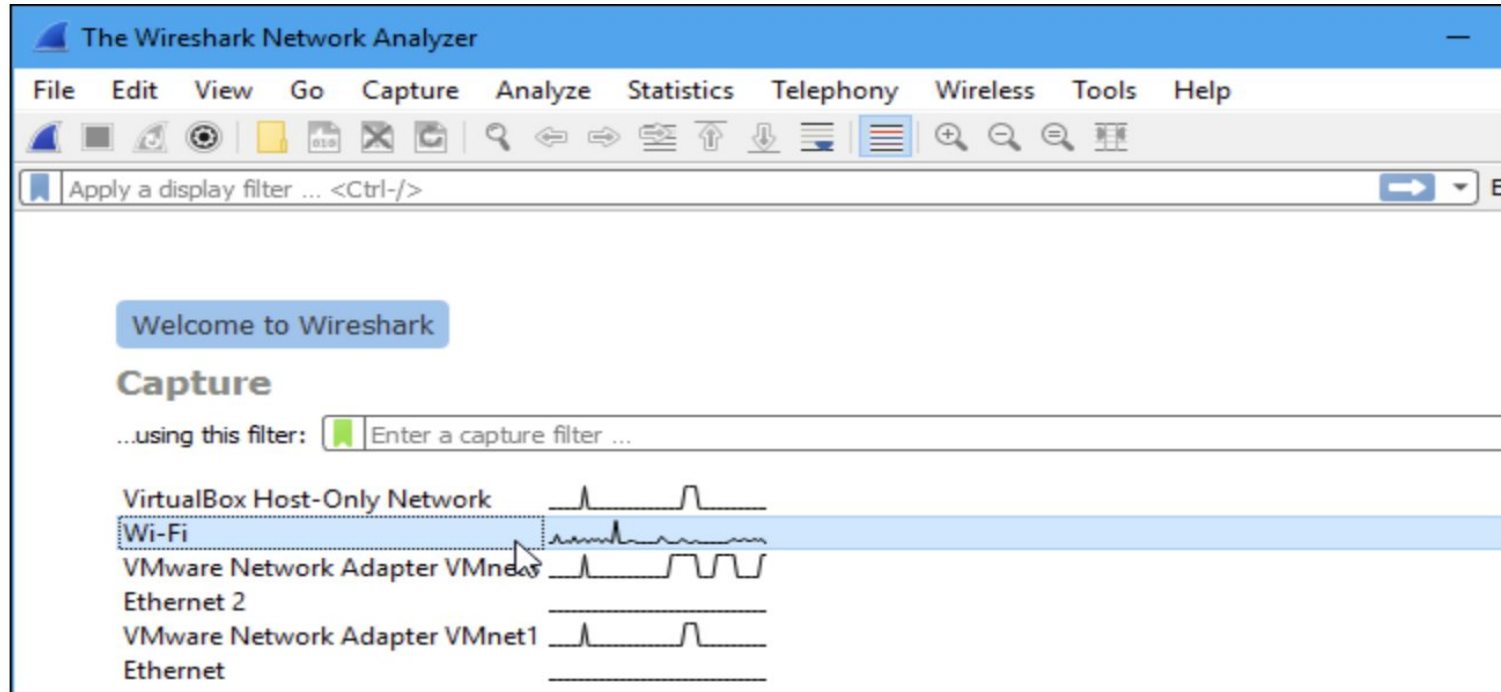 The Wireshark Network Analyzer
File Edit View Go Capture Analyze Statistics Telephony Wireless Tools Help
Apply a display filter ... <Ctrl-/>
Welcome to Wireshark
Capture
...using this filter: Enter a capture filter ...
VirtualBox Host-Only Network
Wi-Fi
VMware Network Adapter
Ethernet 2
VMware Network Adapter VMnet1
Ethernet